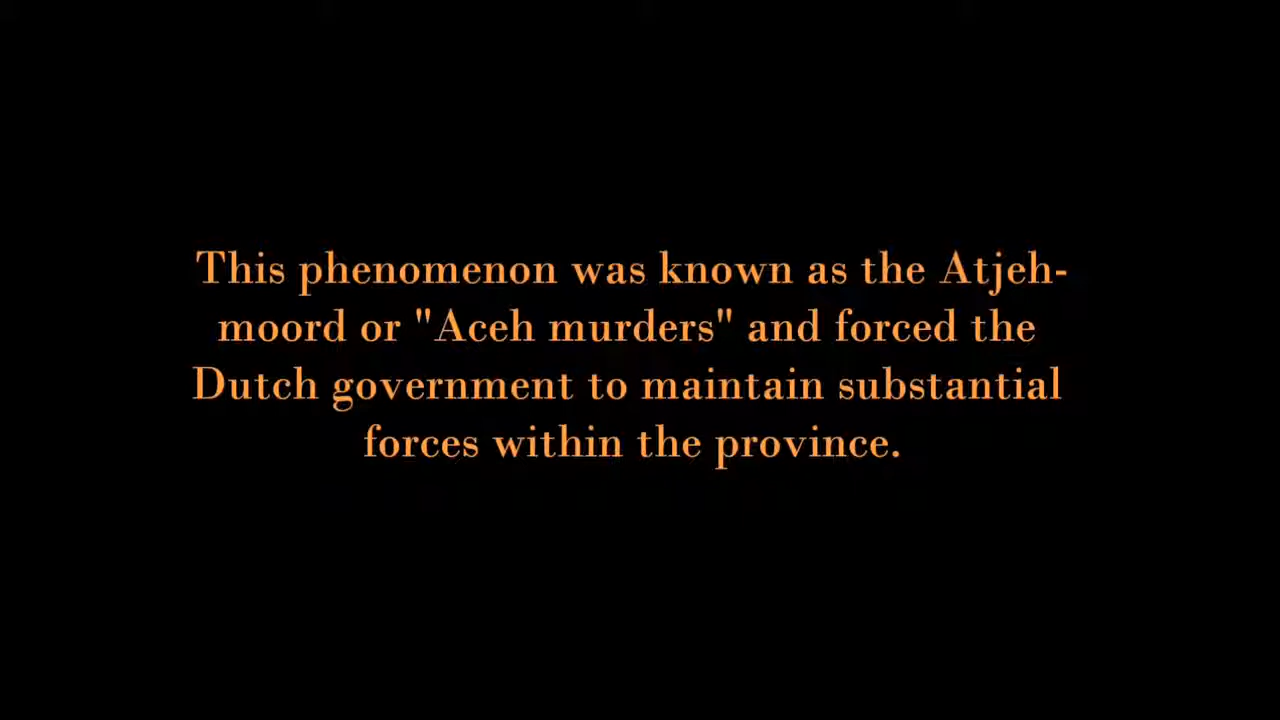 This phenomenon was known as the Atjeh-
moord or "Aceh murders" and forced the
Dutch government to maintain substantial
forces within the province.